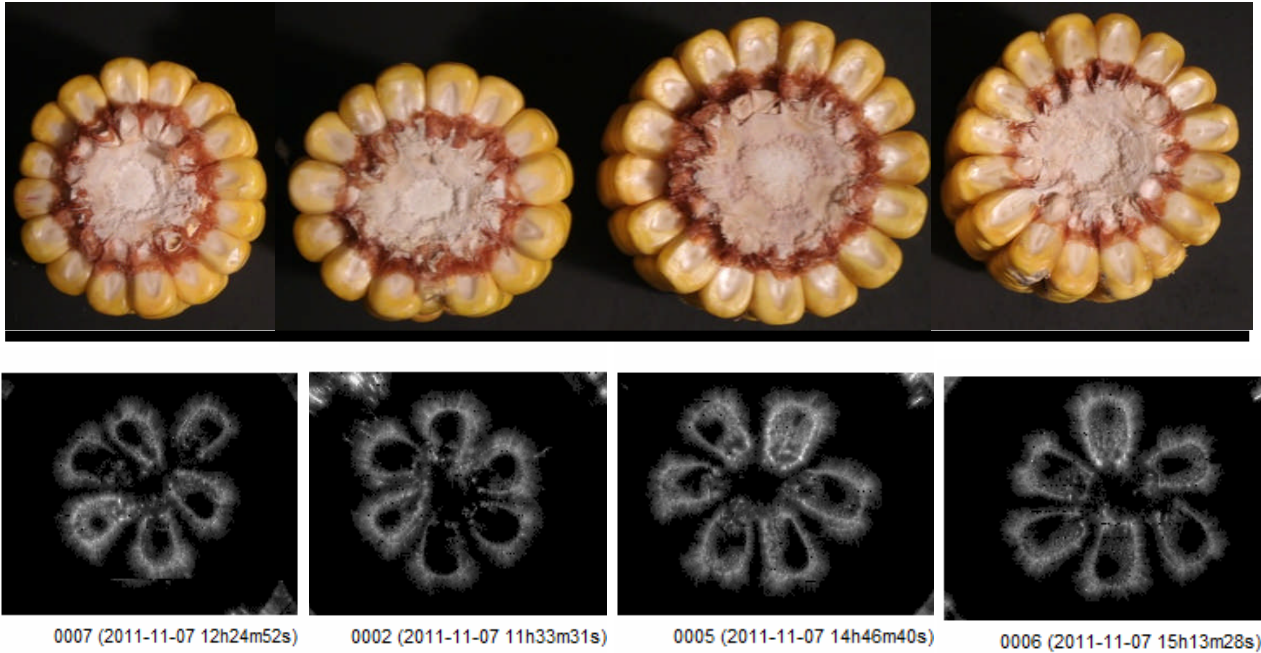 0007 (2011-11-07 12h24m52s)
0002 (2011-11-07 11h33m31s)
0005 (2011-11-07 14h46m40s)
0006 (2011-11-07 15h13m28s)